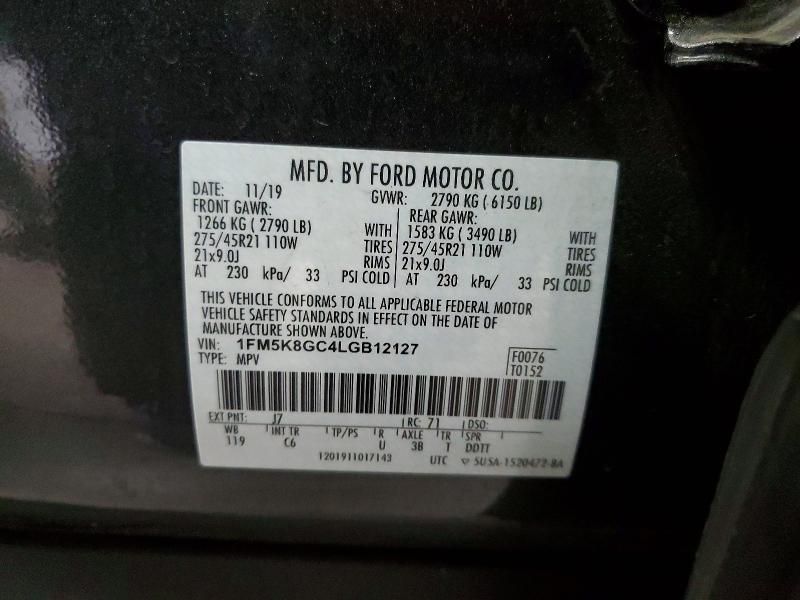 MFD. BY FORD MOTOR CO.
DATE: 11/19 GVWR: 2790 KG ( 6150 LB)
FRONT GAWR: REAR GAWR:
1266 KG ( 2790 LB) WITH 1583 KG ( 3490 LB) WITH
275/45R21 110W TIRES 275/45R21 110W TIRES
21x9.0J RIMS 21x9.0J RIMS
AT 230 kPa/ 33 PSI COLD AT 230 kPa/ 33 PSI COLD
THIS VEHICLE CONFORMS TO ALL APPLICABLE FEDERAL MOTOR
VEHICLE SAFETY STANDARDS IN EFFECT ON THE DATE OF
MANUFACTURE SHOWN ABOVE.
VIN: 1FM5K8GC4LGB12127
TYPE: MPV F0076
T0152
EXT PNT: J7 RC: 71 DSO:
WB INT TR TP/PS R AXLE TR SPR
119 C6 U 3B T DDTT
1201911017143 UTC ▽ 5U5A-1520472-BA